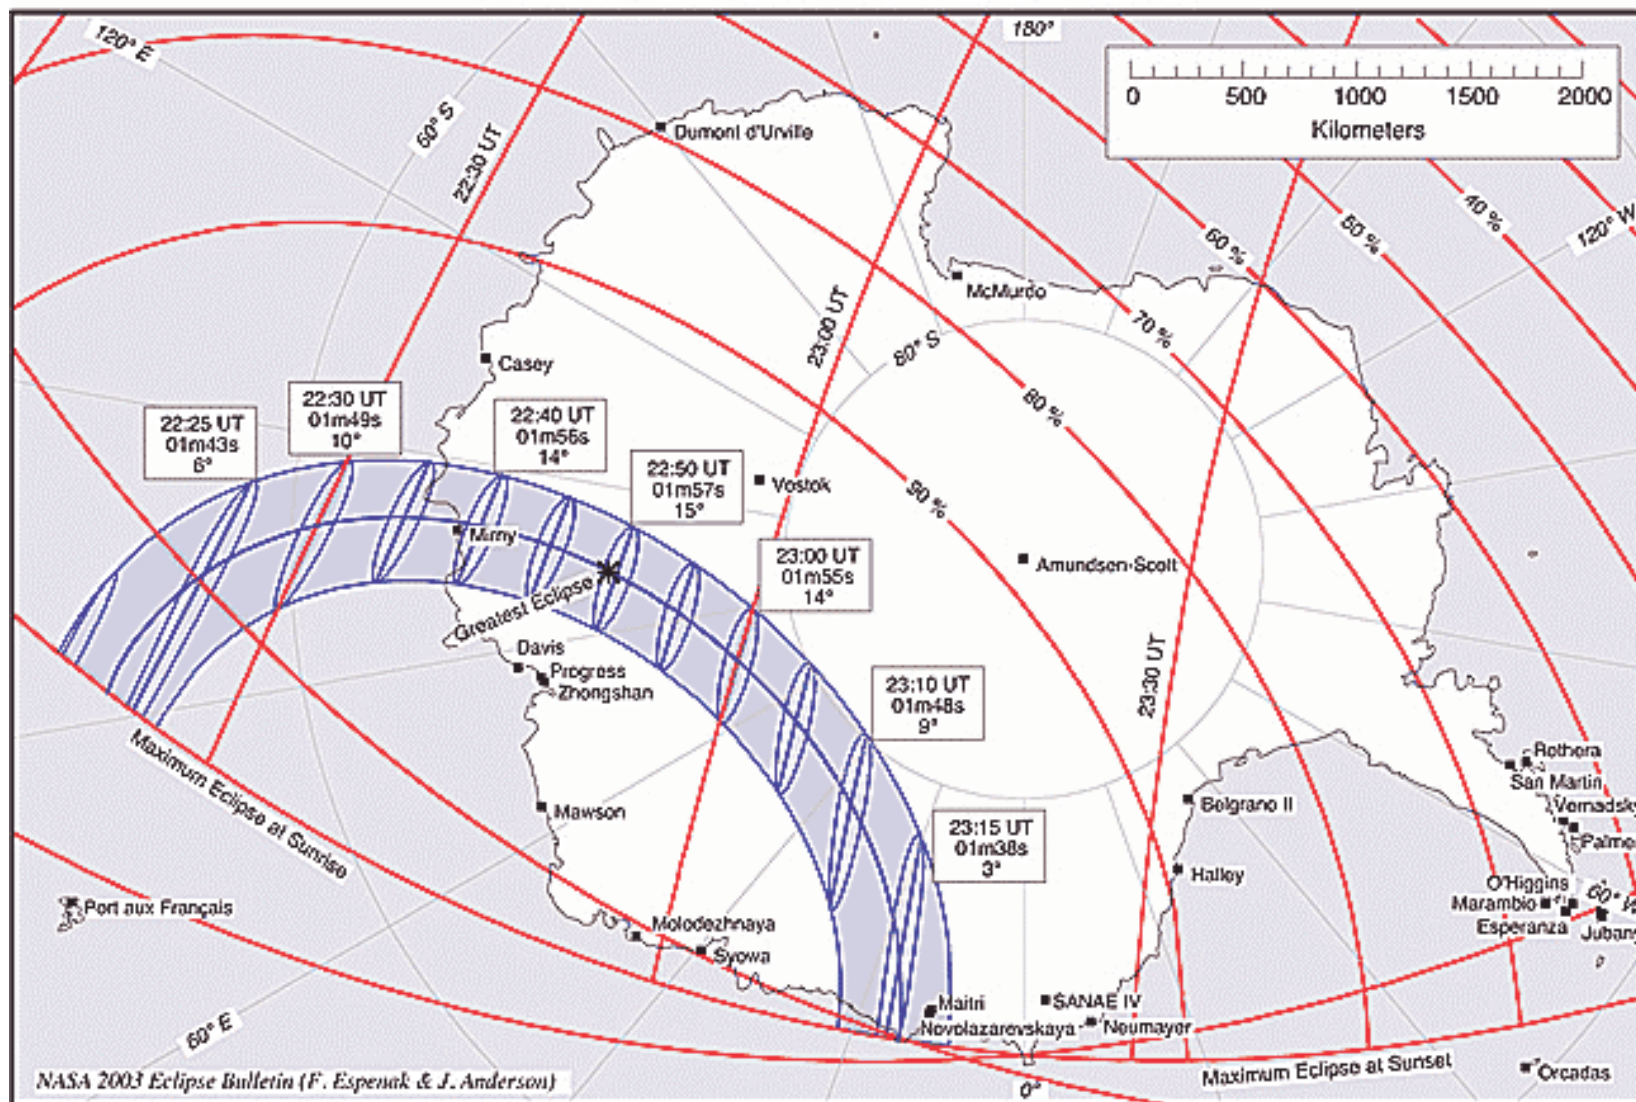 120° E
180°
0 500 1000 1500 2000
Kilometers
60° S
22:30 UT
Dumont d'Urville
40 %
50 %
60 %
120° W
McMurdo
23:00 UT
80° S
70 %
Casey
22:25 UT
01m43s
6°
22:30 UT
01m49s
10°
22:40 UT
01m56s
14°
22:50 UT
01m57s
15°
80 %
Vostok
90 %
Mirny
23:00 UT
01m55s
14°
Amundsen-Scott
Greatest Eclipse
Davis
Progress
Zhongshan
23:10 UT
01m48s
9°
23:30 UT
Maximum Eclipse at Sunrise
Mawson
Rothera
San Martin
Vernadsky
Palme
Belgrano II
23:15 UT
01m38s
3°
Halley
O'Higgins
Marambio
Esperanza
60° W
Jubany
Port aux Français
Molodezhnaya
Syowa
Maitri
Novolazarevskaya
SANAE IV
Neumayer
60° E
Maximum Eclipse at Sunset
Orcadas
0°
NASA 2003 Eclipse Bulletin (F. Espenak & J. Anderson)